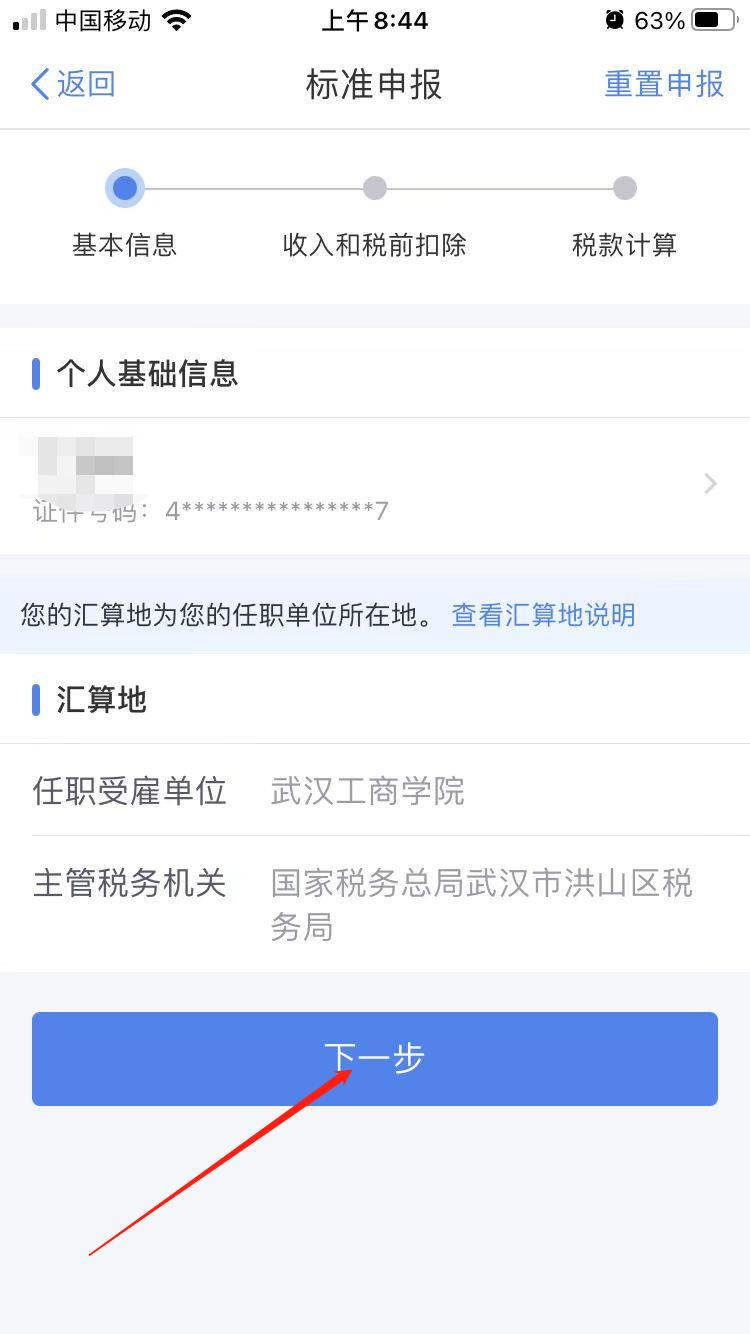 中国移动 上午8:44 63%
返回 标准申报 重置申报
基本信息 收入和税前扣除 税款计算
个人基础信息
证件号码：4****************7
您的汇算地为您的任职单位所在地。 查看汇算地说明
汇算地
任职受雇单位 武汉工商学院
主管税务机关 国家税务总局武汉市洪山区税
务局
下一步